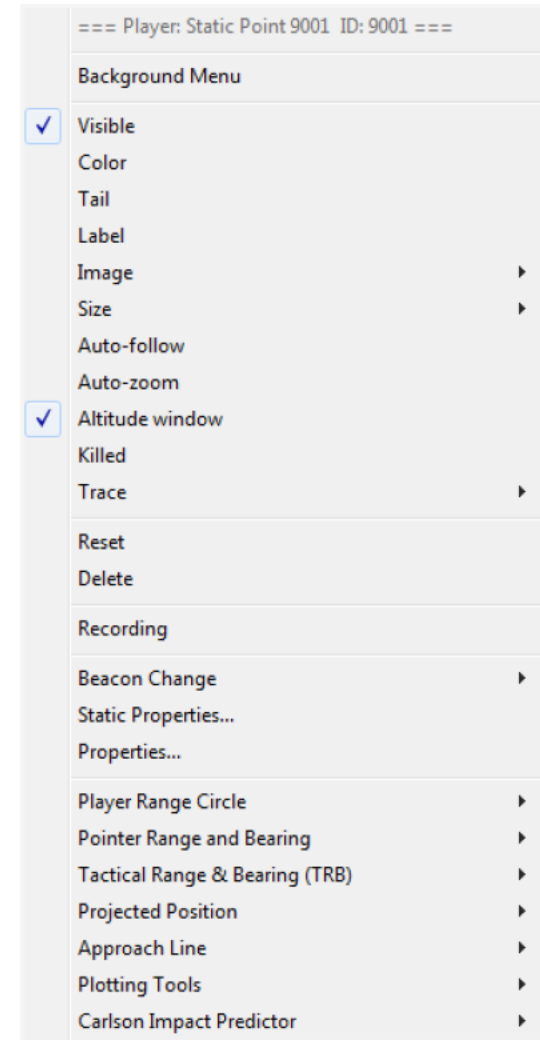 === Player: Static Point 9001 ID: 9001 ===
Background Menu
Visible
Color
Tail
Label
Image
Size
Auto-follow
Auto-zoom
Altitude window
Killed
Trace
Reset
Delete
Recording
Beacon Change
Static Properties...
Properties...
Player Range Circle
Pointer Range and Bearing
Tactical Range & Bearing (TRB)
Projected Position
Approach Line
Plotting Tools
Carlson Impact Predictor